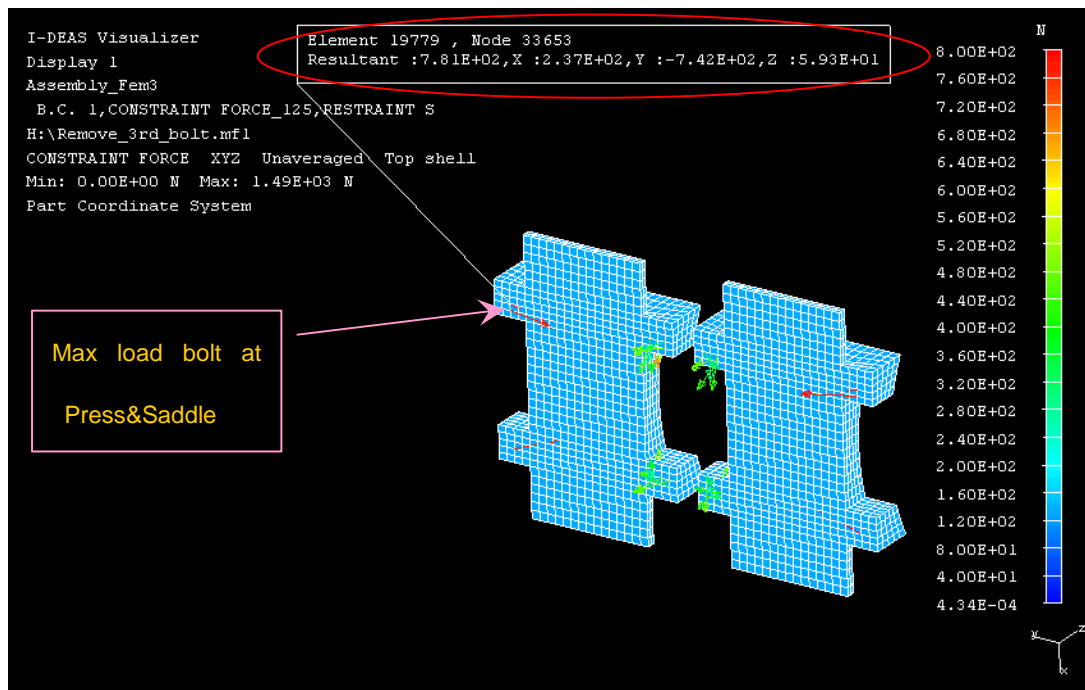 I-DEAS Visualizer
Display 1
Assembly_Fem3
B.C. 1,CONSTRAINT FORCE_125,RESTRAINT S
H:\Remove_3rd_bolt.mf1
CONSTRAINT FORCE XYZ Unaveraged Top shell
Min: 0.00E+00 N Max: 1.49E+03 N
Part Coordinate System
Element 19779 , Node 33653
Resultant :7.81E+02,X :2.37E+02,Y :-7.42E+02,Z :5.93E+01
Max load bolt at
Press&Saddle
N
8.00E+02
7.60E+02
7.20E+02
6.80E+02
6.40E+02
6.00E+02
5.60E+02
5.20E+02
4.80E+02
4.40E+02
4.00E+02
3.60E+02
3.20E+02
2.80E+02
2.40E+02
2.00E+02
1.60E+02
1.20E+02
8.00E+01
4.00E+01
4.34E-04
y
z
x